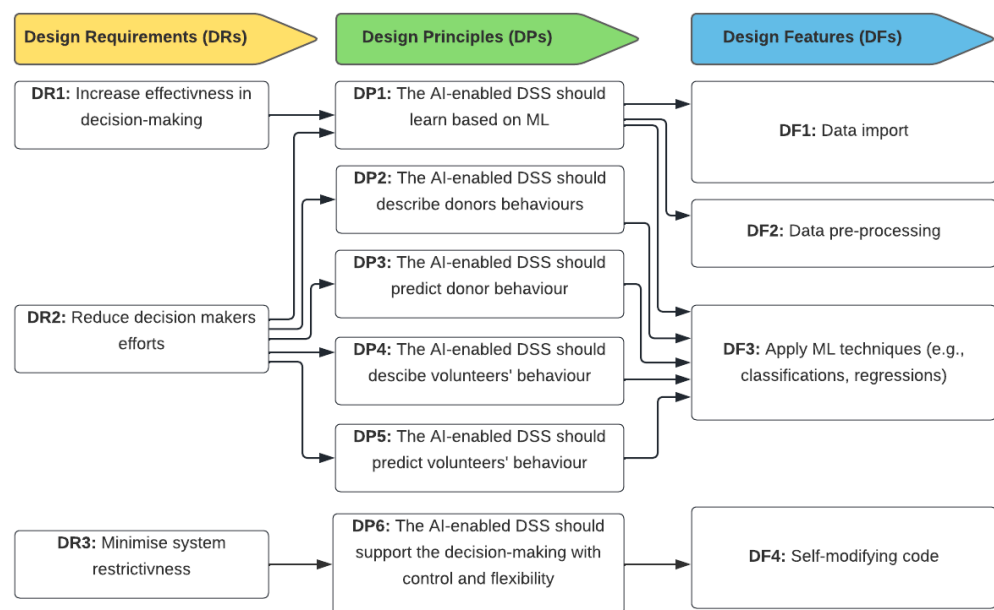 Design Requirements (DRs)
Design Principles (DPs)
Design Features (DFs)
DR1: Increase effectivness in
decision-making
DR2: Reduce decision makers
efforts
DR3: Minimise system
restrictivness
DP1: The AI-enabled DSS should
learn based on ML
DP2: The AI-enabled DSS should
describe donors behaviours
DP3: The AI-enabled DSS should
predict donor behaviour
DP4: The AI-enabled DSS should
descibe volunteers' behaviour
DP5: The AI-enabled DSS should
predict volunteers' behaviour
DP6: The AI-enabled DSS should
support the decision-making with
control and flexibility
DF1: Data import
DF2: Data pre-processing
DF3: Apply ML techniques (e.g.,
classifications, regressions)
DF4: Self-modifying code